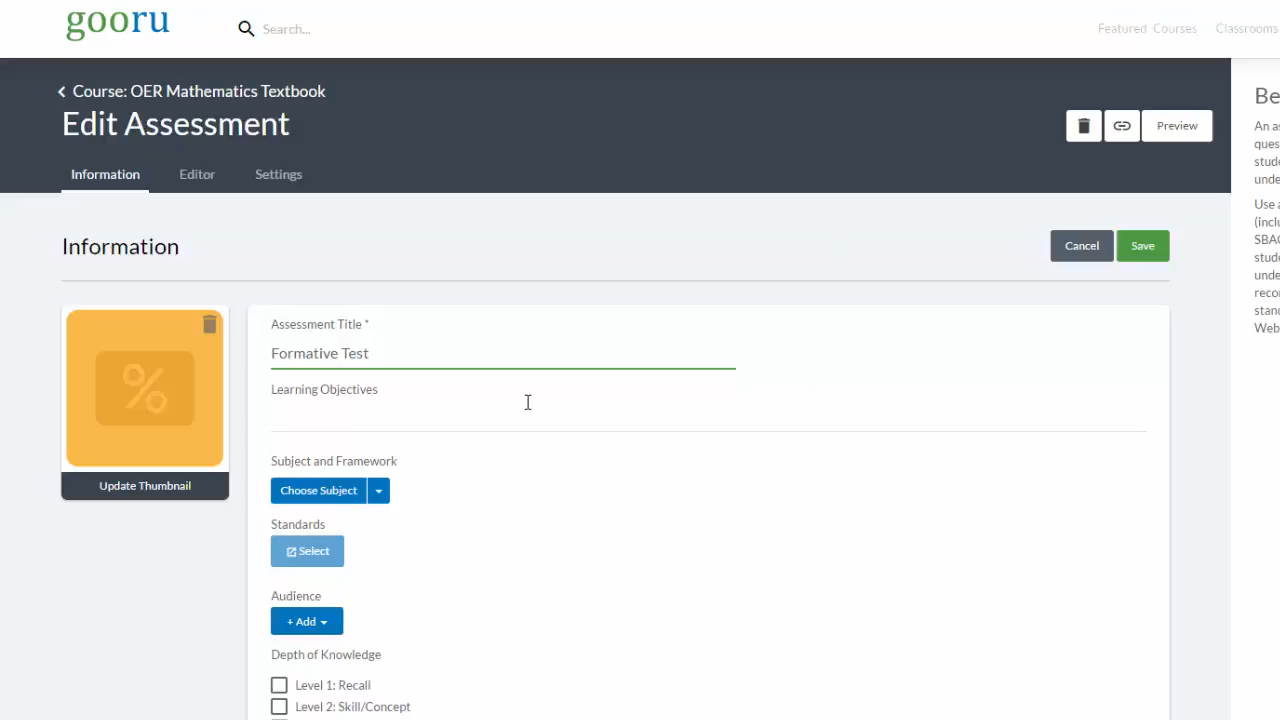 gooru
Search...
Featured Courses
Classrooms
Course: OER Mathematics Textbook
Edit Assessment
Preview
Information
Editor
Settings
Information
Cancel
Save
%
Update Thumbnail
Assessment Title *
Formative Test
Learning Objectives
Subject and Framework
Choose Subject
Standards
Select
Audience
+ Add
Depth of Knowledge
Level 1: Recall
Level 2: Skill/Concept
Use